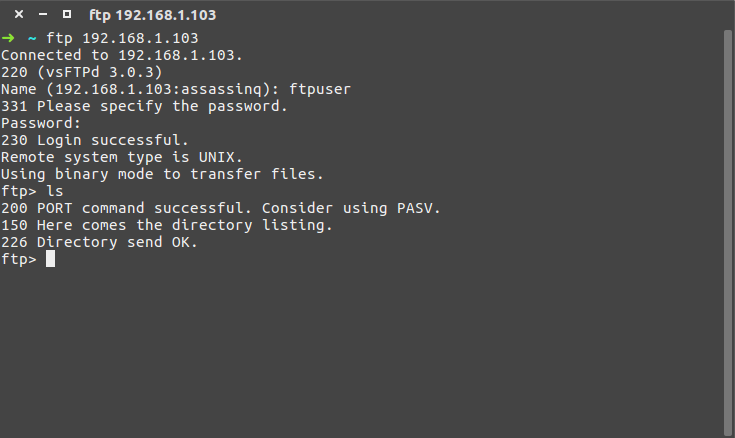 ftp 192.168.1.103
➜ ~ ftp 192.168.1.103
Connected to 192.168.1.103.
220 (vsFTPd 3.0.3)
Name (192.168.1.103:assassinq): ftpuser
331 Please specify the password.
Password:
230 Login successful.
Remote system type is UNIX.
Using binary mode to transfer files.
ftp> ls
200 PORT command successful. Consider using PASV.
150 Here comes the directory listing.
226 Directory send OK.
ftp>